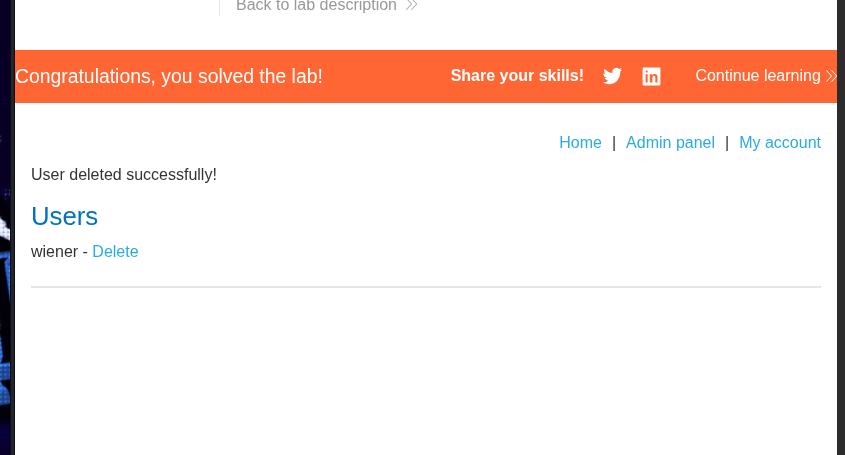 Back to lab description
Congratulations, you solved the lab! Share your skills! Continue learning
Home | Admin panel | My account
User deleted successfully!
Users
wiener - Delete